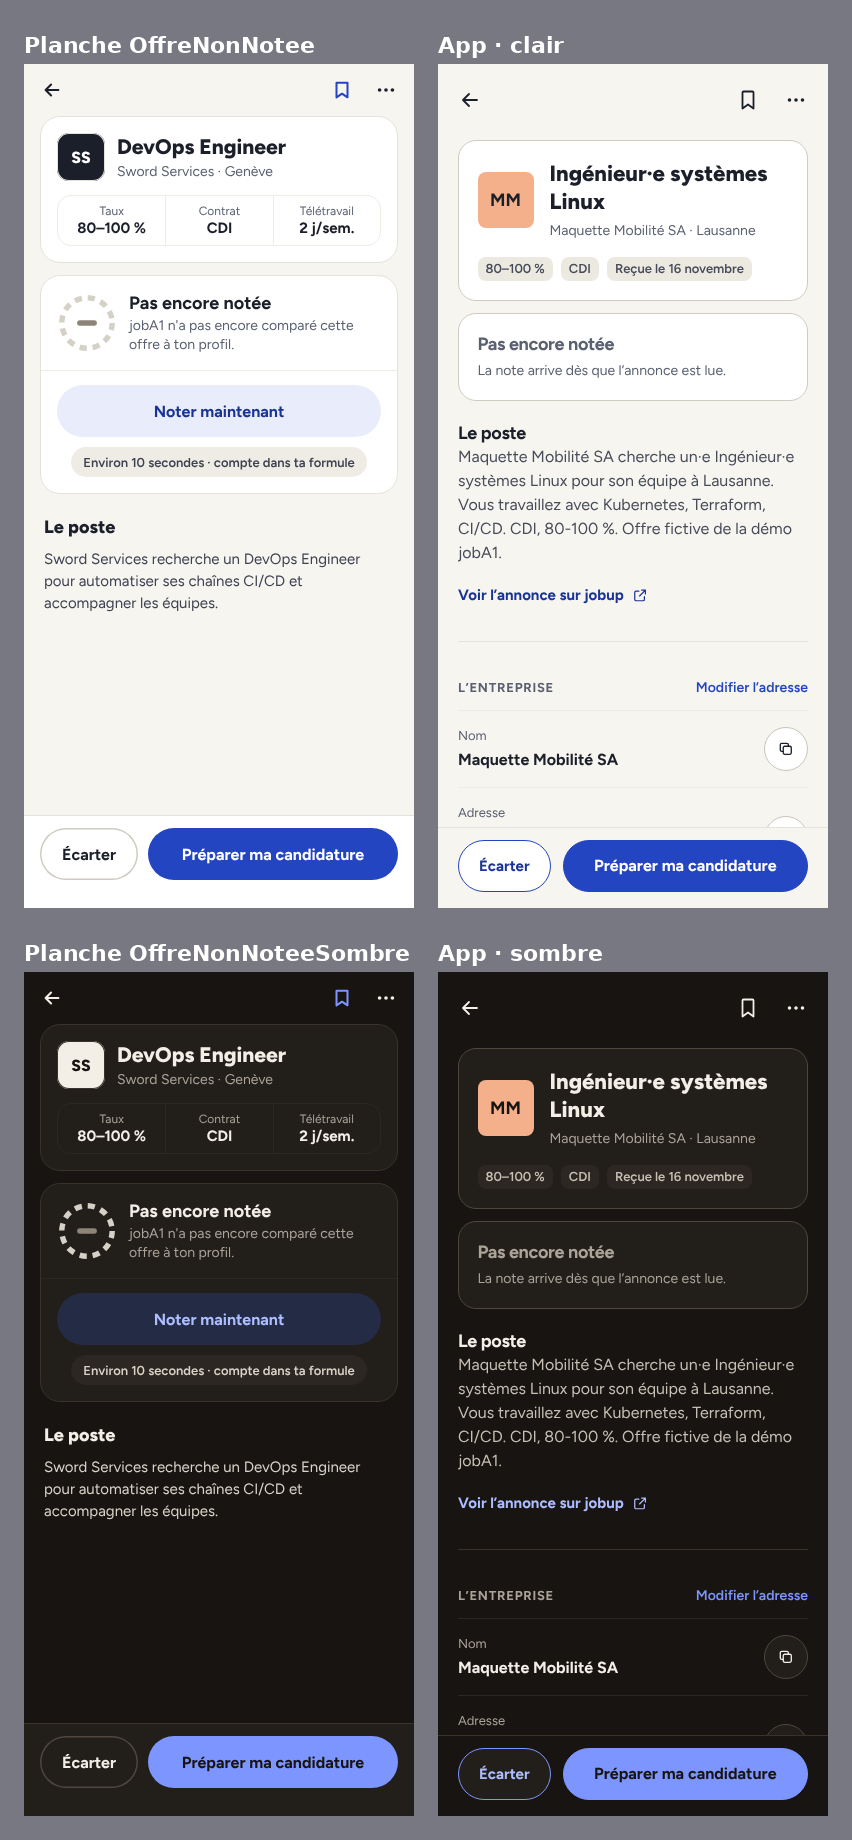 Planche OffreNonNotee
SS
DevOps Engineer
Sword Services · Genève
Taux
80–100 %
Contrat
CDI
Télétravail
2 j/sem.
Pas encore notée
jobA1 n'a pas encore comparé cette
offre à ton profil.
Noter maintenant
Environ 10 secondes · compte dans ta formule
Le poste
Sword Services recherche un DevOps Engineer
pour automatiser ses chaînes CI/CD et
accompagner les équipes.
Écarter
Préparer ma candidature
App · clair
MM
Ingénieur·e systèmes
Linux
Maquette Mobilité SA · Lausanne
80–100 %
CDI
Reçue le 16 novembre
Pas encore notée
La note arrive dès que l’annonce est lue.
Le poste
Maquette Mobilité SA cherche un·e Ingénieur·e
systèmes Linux pour son équipe à Lausanne.
Vous travaillez avec Kubernetes, Terraform,
CI/CD. CDI, 80-100 %. Offre fictive de la démo
jobA1.
Voir l’annonce sur jobup
L’ENTREPRISE
Modifier l’adresse
Nom
Maquette Mobilité SA
Adresse
Écarter
Préparer ma candidature
Planche OffreNonNoteeSombre
SS
DevOps Engineer
Sword Services · Genève
Taux
80–100 %
Contrat
CDI
Télétravail
2 j/sem.
Pas encore notée
jobA1 n'a pas encore comparé cette
offre à ton profil.
Noter maintenant
Environ 10 secondes · compte dans ta formule
Le poste
Sword Services recherche un DevOps Engineer
pour automatiser ses chaînes CI/CD et
accompagner les équipes.
Écarter
Préparer ma candidature
App · sombre
MM
Ingénieur·e systèmes
Linux
Maquette Mobilité SA · Lausanne
80–100 %
CDI
Reçue le 16 novembre
Pas encore notée
La note arrive dès que l’annonce est lue.
Le poste
Maquette Mobilité SA cherche un·e Ingénieur·e
systèmes Linux pour son équipe à Lausanne.
Vous travaillez avec Kubernetes, Terraform,
CI/CD. CDI, 80-100 %. Offre fictive de la démo
jobA1.
Voir l’annonce sur jobup
L’ENTREPRISE
Modifier l’adresse
Nom
Maquette Mobilité SA
Adresse
Écarter
Préparer ma candidature